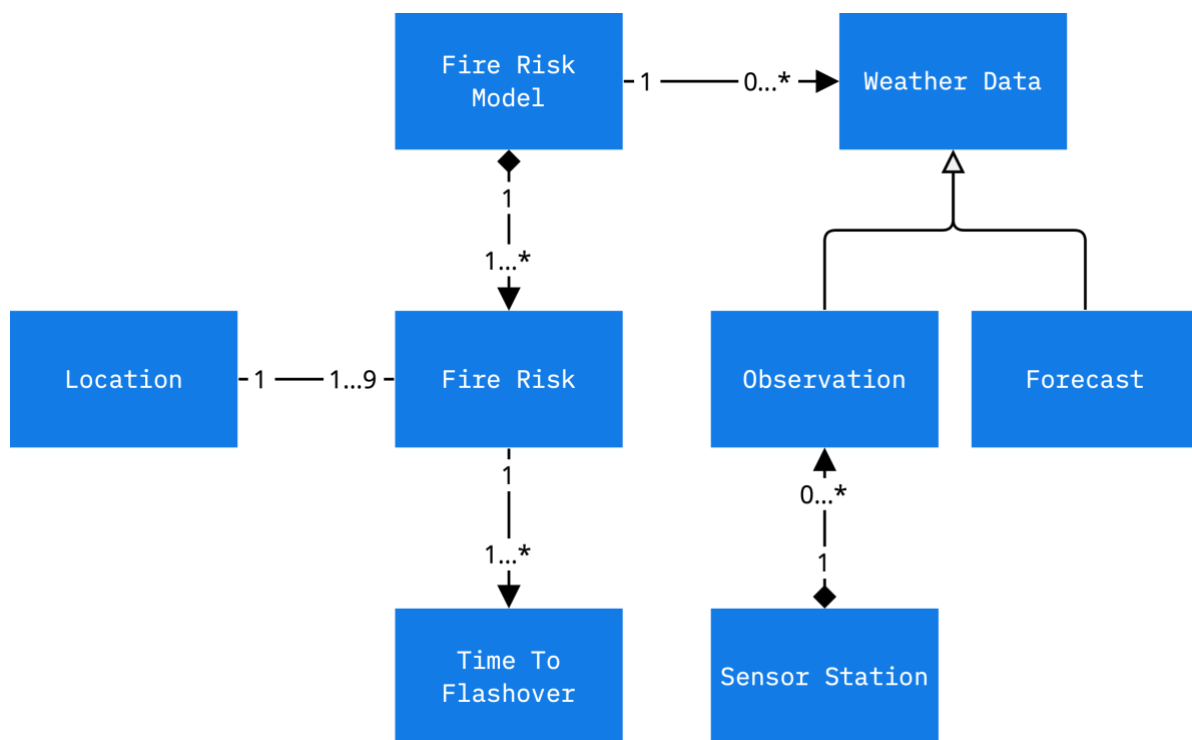 Fire Risk
Model
1
0...*
Weather Data
1
1...*
Location
1
1...9
Fire Risk
Observation
Forecast
1
1...*
0...*
1
Time To
Flashover
Sensor Station